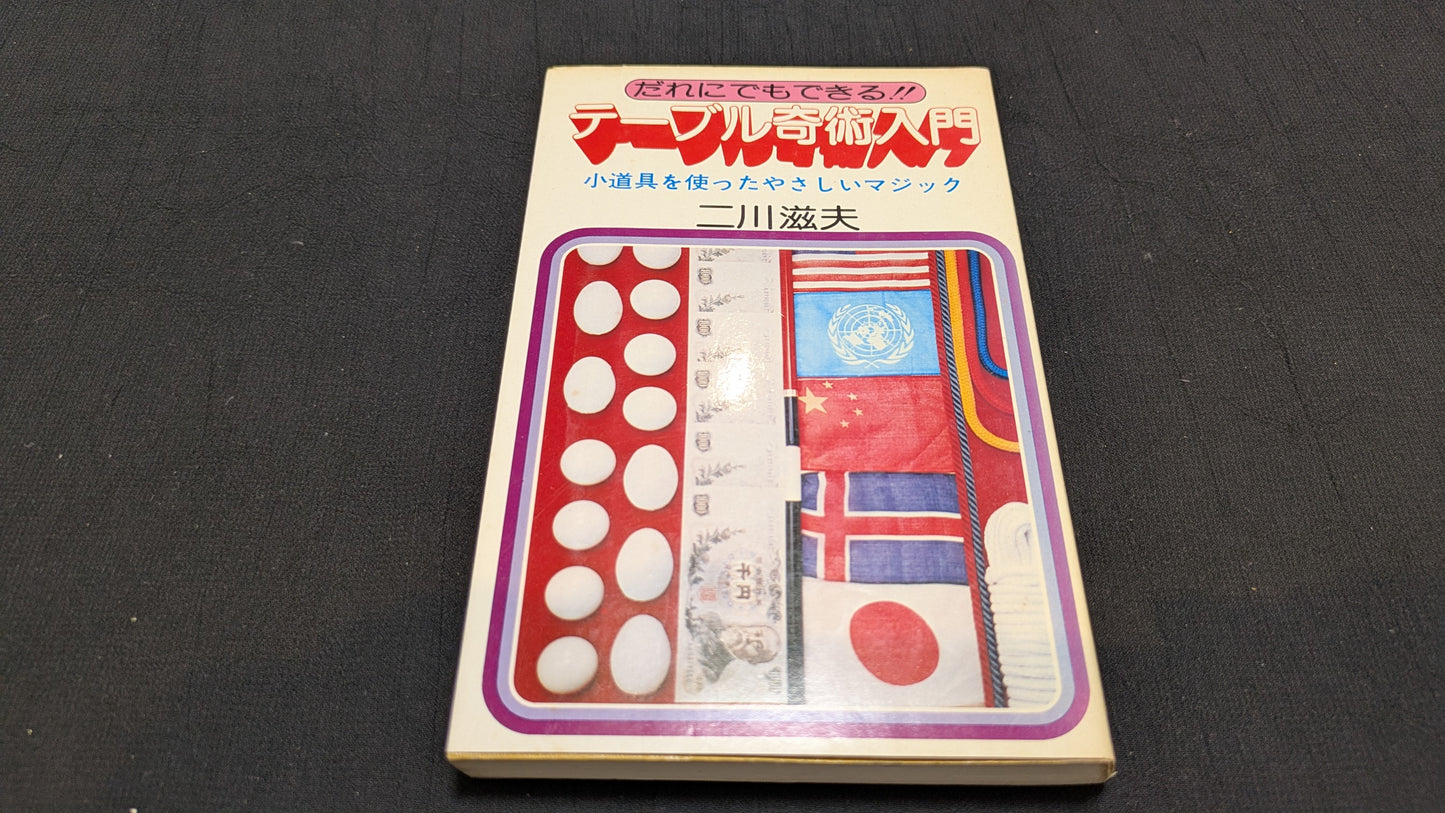 だれにでもできる!!
テーブル奇術入門
小道具を使ったやさしいマジック
二川滋夫
千円